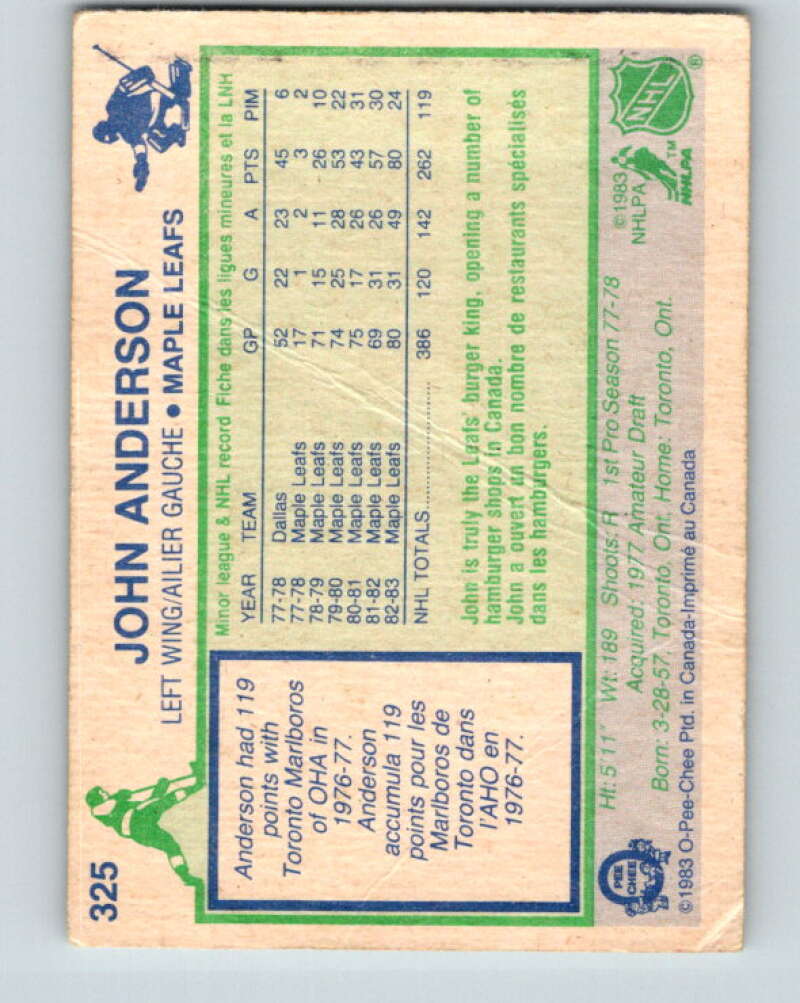 325
JOHN ANDERSON
LEFT WING/AILIER GAUCHE • MAPLE LEAFS
Anderson had 119
points with
Toronto Marlboros
of OHA in
1976-77.
Anderson
accumula 119
points pour les
Marlboros de
Toronto dans
l'AHO en
1976-77.
Minor league & NHL record Fiche dans les ligues mineures et la LNH
YEAR TEAM GP G A PTS PIM
77-78 Dallas 52 22 23 45 6
77-78 Maple Leafs 17 1 2 3 2
78-79 Maple Leafs 71 15 11 26 10
79-80 Maple Leafs 74 25 28 53 22
80-81 Maple Leafs 75 17 26 43 31
81-82 Maple Leafs 69 31 26 57 30
82-83 Maple Leafs 80 31 49 80 24
NHL TOTALS.................. 386 120 142 262 119
John is truly the Leafs' burger king, opening a number of
hamburger shops in Canada.
John a ouvert un bon nombre de restaurants spécialisés
dans les hamburgers.
Ht: 5'11" Wt: 189 Shoots: R 1st Pro Season 77-78
Acquired: 1977 Amateur Draft
Born: 3-28-57, Toronto, Ont. Home: Toronto, Ont.
O PEE CHEE
©1983 O-Pee-Chee Ptd. in Canada-Imprimé au Canada
©1983
NHLPA
NHL ®
NHLPA ™